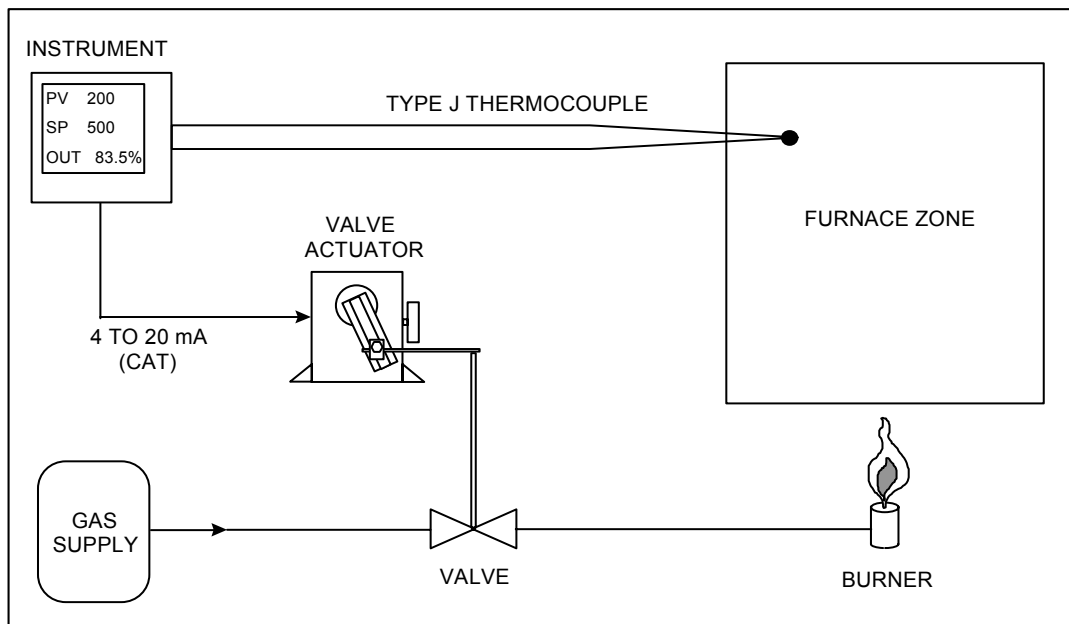 INSTRUMENT
PV 200
SP 500
OUT 83.5%
TYPE J THERMOCOUPLE
FURNACE ZONE
VALVE
ACTUATOR
4 TO 20 mA
(CAT)
GAS
SUPPLY
VALVE
BURNER